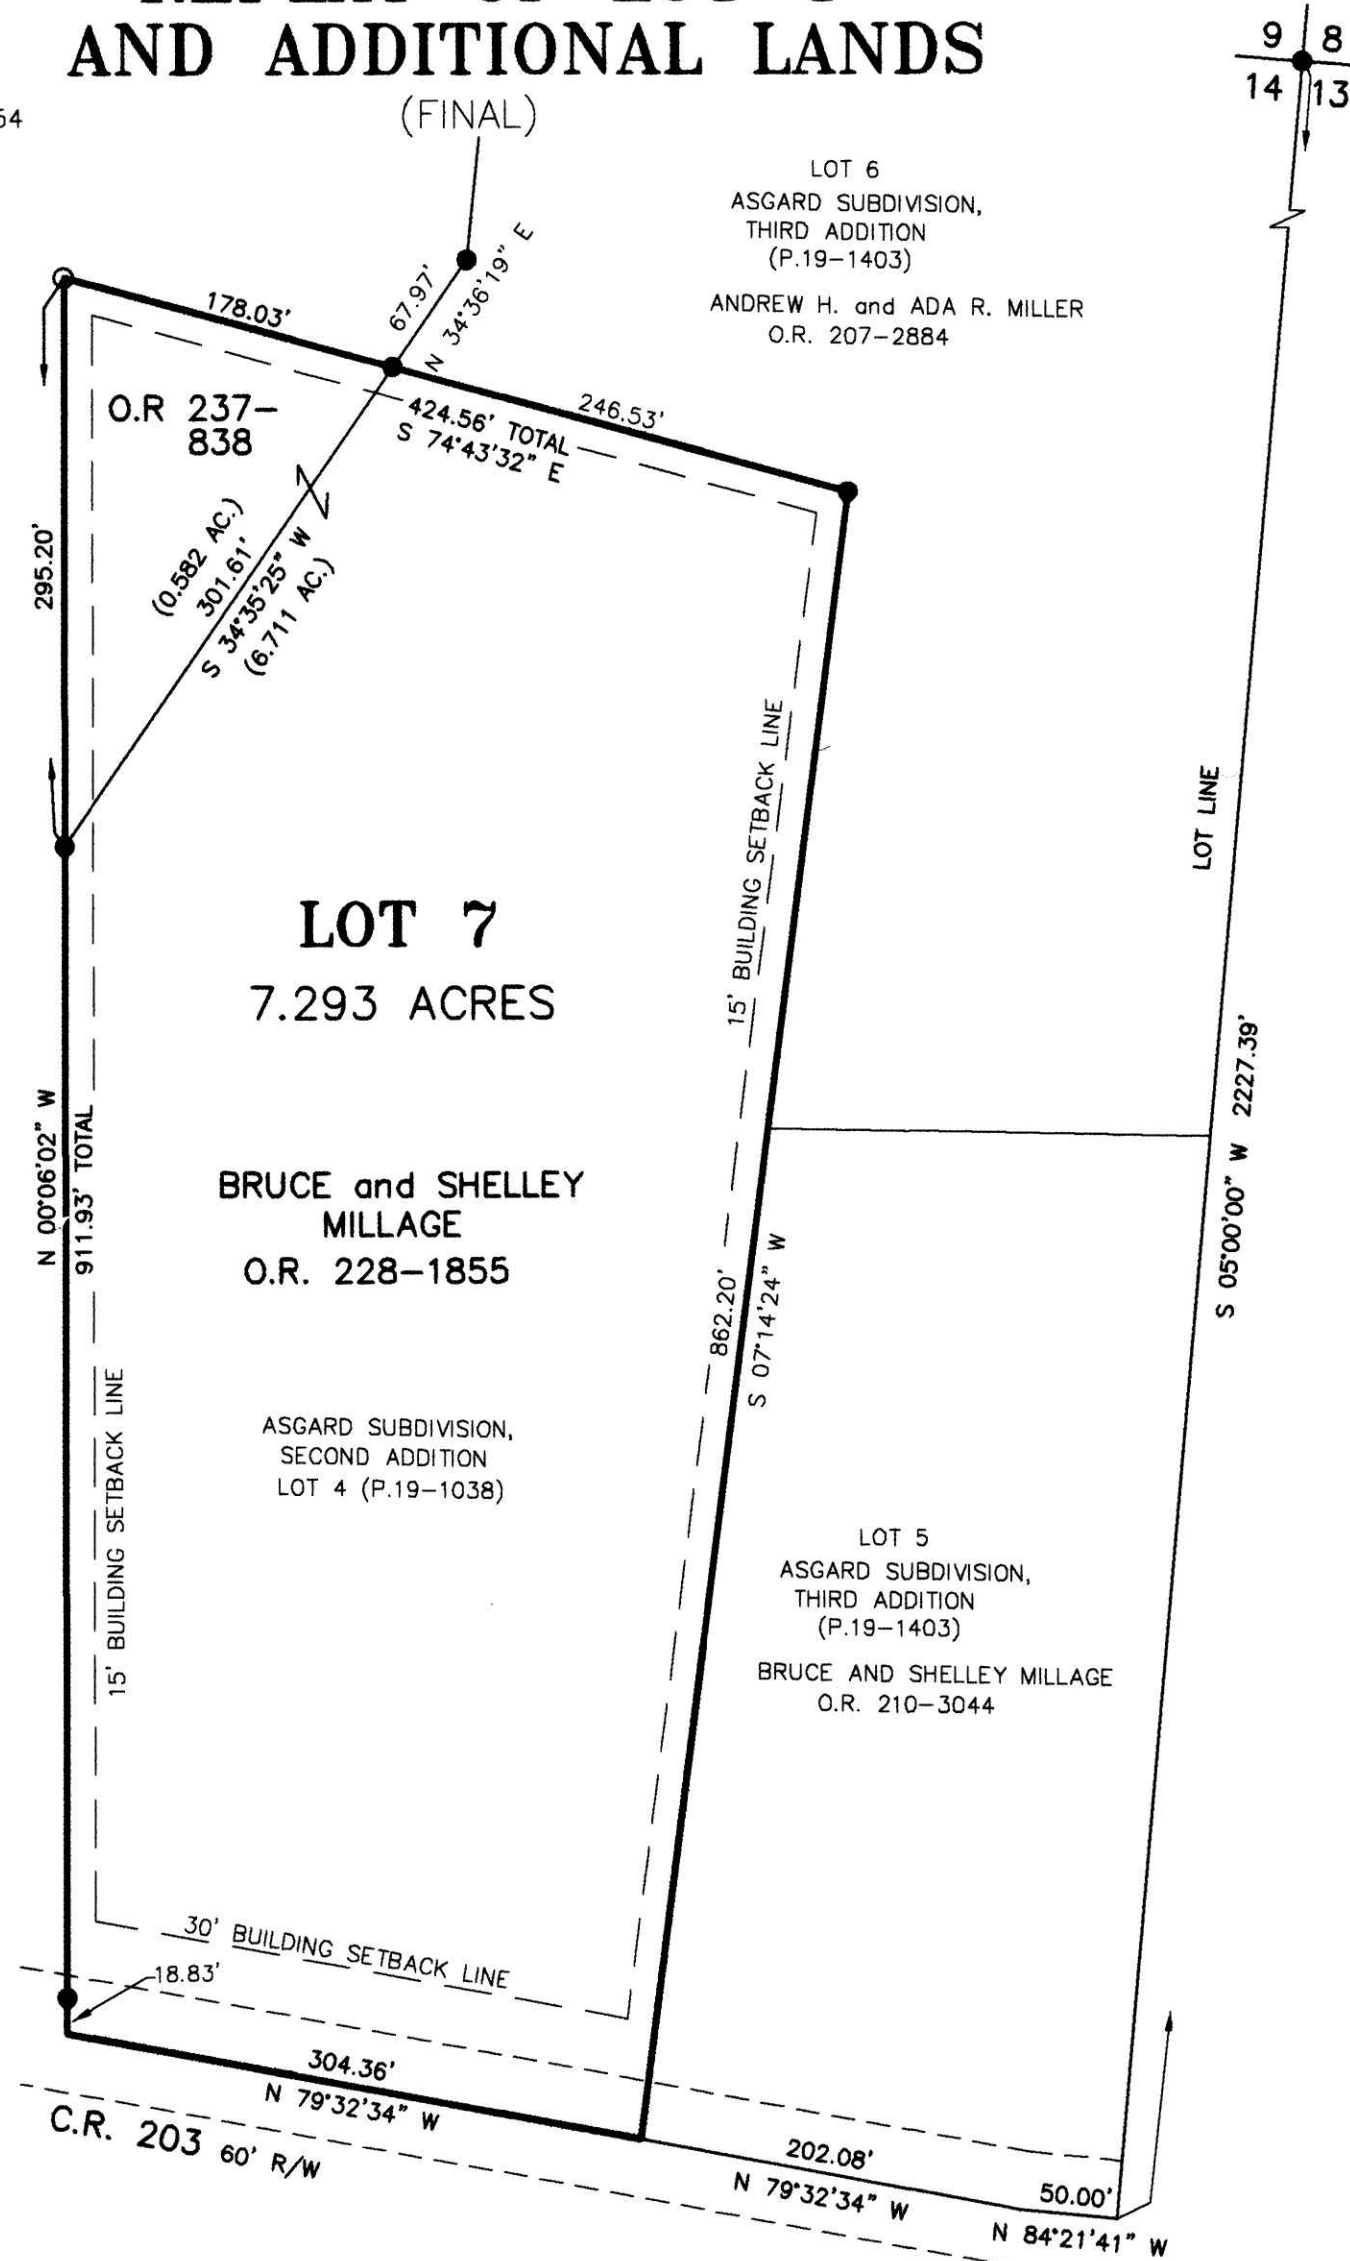 AND ADDITIONAL LANDS
(FINAL)
9 8
14 13
LOT 6
ASGARD SUBDIVISION,
THIRD ADDITION
(P.19-1403)
ANDREW H. and ADA R. MILLER
O.R. 207-2884
178.03'
67.97'
N 34°36'19" E
O.R 237-
838
424.56' TOTAL
S 74°43'32" E
246.53'
295.20'
(0.582 AC.)
301.61'
S 34°35'25" W
(6.711 AC.)
15' BUILDING SETBACK LINE
LOT LINE
LOT 7
7.293 ACRES
N 00°06'02" W
911.93' TOTAL
BRUCE and SHELLEY
MILLAGE
O.R. 228-1855
862.20'
S 07°14'24" W
S 05°00'00" W 2227.39'
15' BUILDING SETBACK LINE
ASGARD SUBDIVISION,
SECOND ADDITION
LOT 4 (P.19-1038)
LOT 5
ASGARD SUBDIVISION,
THIRD ADDITION
(P.19-1403)
BRUCE AND SHELLEY MILLAGE
O.R. 210-3044
30' BUILDING SETBACK LINE
18.83'
304.36'
N 79°32'34" W
C.R. 203 60' R/W
202.08'
N 79°32'34" W
50.00'
N 84°21'41" W